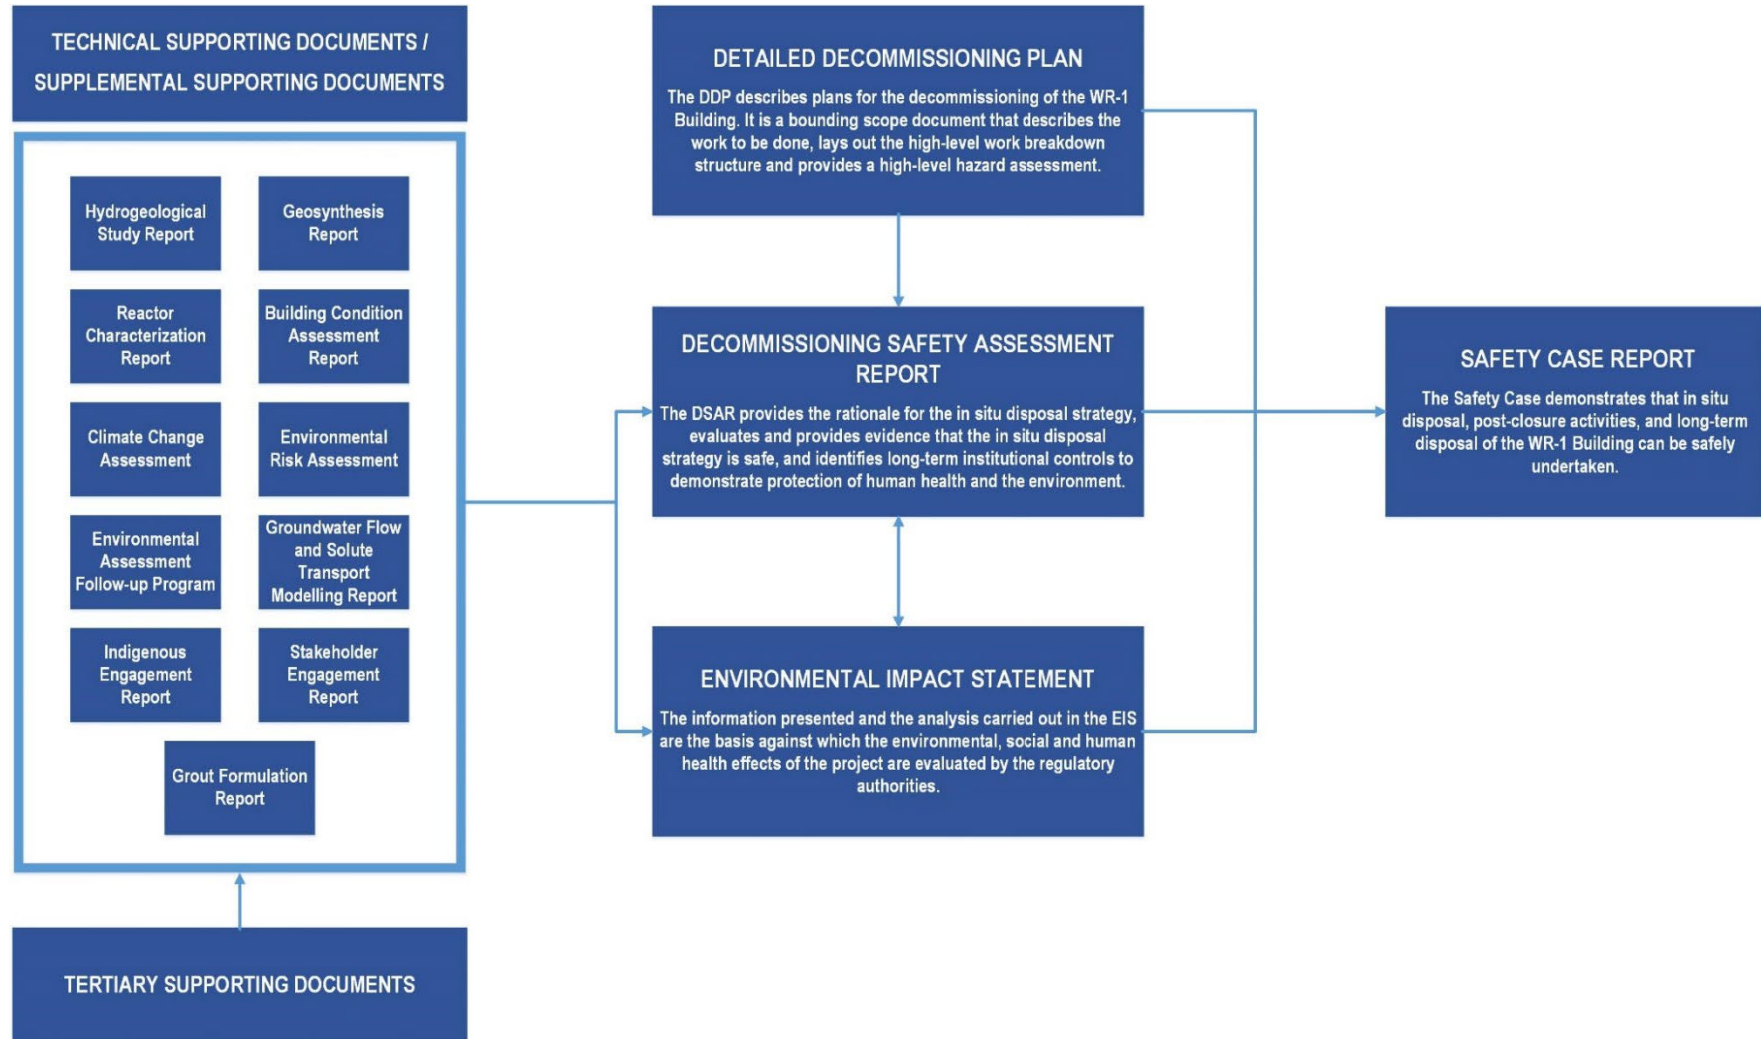 TECHNICAL SUPPORTING DOCUMENTS /
SUPPLEMENTAL SUPPORTING DOCUMENTS
Hydrogeological
Study Report
Geosynthesis
Report
Reactor
Characterization
Report
Building Condition
Assessment
Report
Climate Change
Assessment
Environmental
Risk Assessment
Environmental
Assessment
Follow-up Program
Groundwater Flow
and Solute
Transport
Modelling Report
Indigenous
Engagement
Report
Stakeholder
Engagement
Report
Grout Formulation
Report
TERTIARY SUPPORTING DOCUMENTS
DETAILED DECOMMISSIONING PLAN
The DDP describes plans for the decommissioning of the WR-1
Building. It is a bounding scope document that describes the
work to be done, lays out the high-level work breakdown
structure and provides a high-level hazard assessment.
DECOMMISSIONING SAFETY ASSESSMENT
REPORT
The DSAR provides the rationale for the in situ disposal strategy,
evaluates and provides evidence that the in situ disposal
strategy is safe, and identifies long-term institutional controls to
demonstrate protection of human health and the environment.
ENVIRONMENTAL IMPACT STATEMENT
The information presented and the analysis carried out in the EIS
are the basis against which the environmental, social and human
health effects of the project are evaluated by the regulatory
authorities.
SAFETY CASE REPORT
The Safety Case demonstrates that in situ
disposal, post-closure activities, and long-term
disposal of the WR-1 Building can be safely
undertaken.